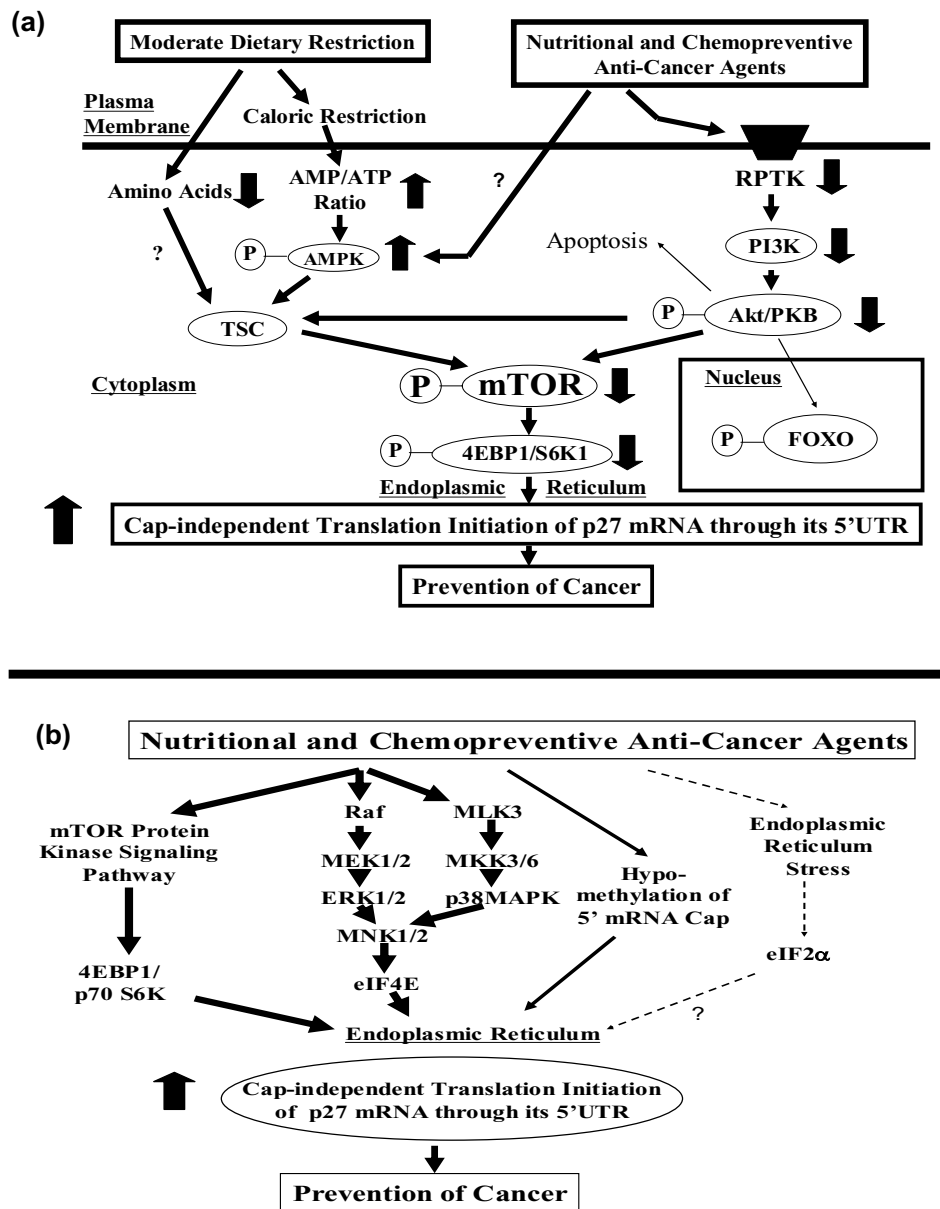 (a)
Moderate Dietary Restriction
Nutritional and Chemopreventive
Anti-Cancer Agents
Plasma
Membrane
Caloric Restriction
Amino Acids
AMP/ATP
Ratio
?
RPTK
?
P
AMPK
Apoptosis
PI3K
TSC
P
Akt/PKB
Cytoplasm
P
mTOR
Nucleus
P
4EBP1/S6K1
P
FOXO
Endoplasmic Reticulum
Cap-independent Translation Initiation of p27 mRNA through its 5’UTR
Prevention of Cancer
(b)
Nutritional and Chemopreventive Anti-Cancer Agents
mTOR Protein
Kinase Signaling
Pathway
4EBP1/
p70 S6K
Raf
MEK1/2
ERK1/2
MLK3
MKK3/6
p38MAPK
MNK1/2
eIF4E
Hypo-
methylation of
5' mRNA Cap
Endoplasmic
Reticulum
Stress
eIF2α
?
Endoplasmic Reticulum
Cap-independent Translation Initiation
of p27 mRNA through its 5’UTR
Prevention of Cancer